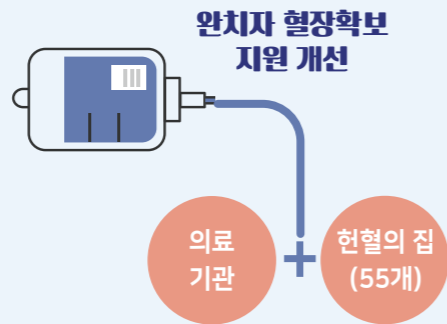 완치자 혈장확보
지원 개선
의료
기관
+
헌혈의 집
(55개)